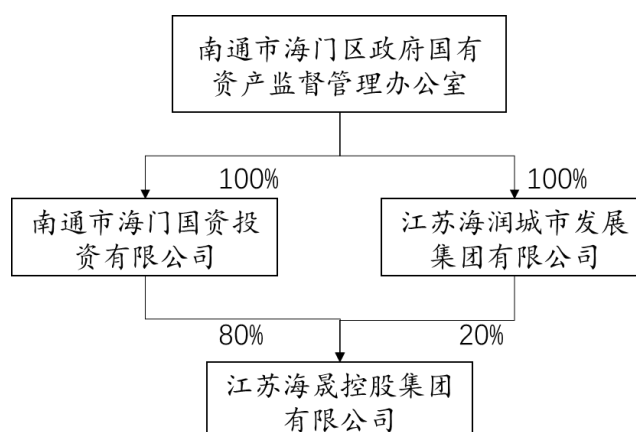 南通市海门区政府国有
资产监督管理办公室
100%
100%
南通市海门国资投
资有限公司
江苏海润城市发展
集团有限公司
80%
20%
江苏海晟控股集团
有限公司